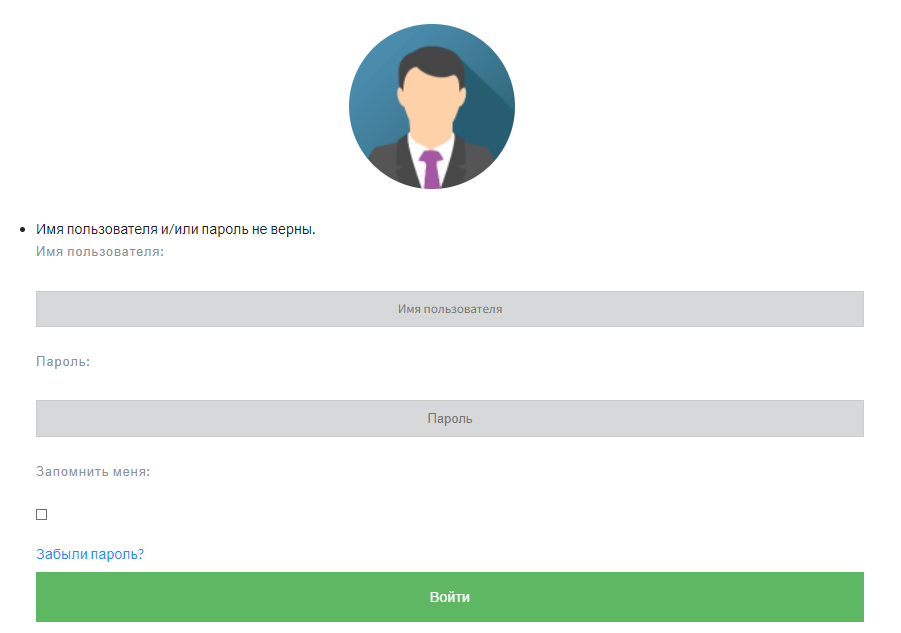 Имя пользователя и/или пароль не верны.
Имя пользователя:
Имя пользователя
Пароль:
Пароль
Запомнить меня:
Забыли пароль?
Войти